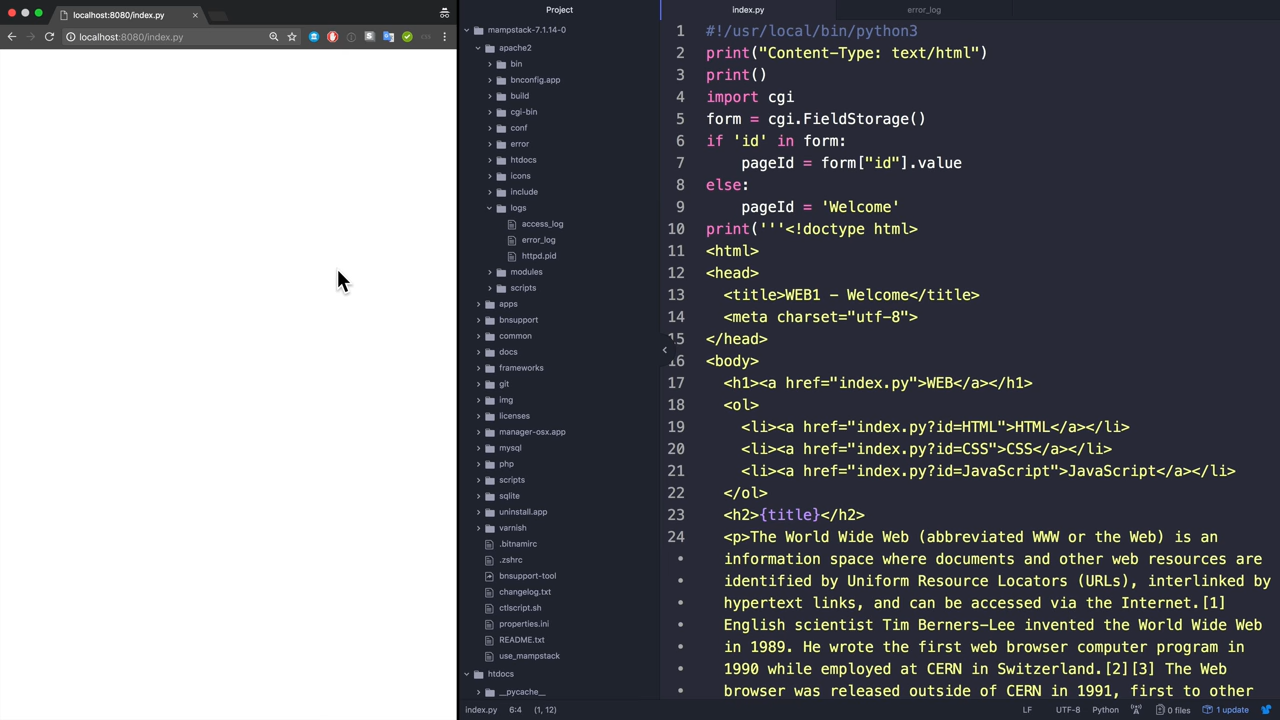 localhost:8080/index.py
localhost:8080/index.py
Project
mampstack-7.1.14-0
apache2
bin
bnconfig.app
build
cgi-bin
conf
error
htdocs
icons
include
logs
access_log
error_log
httpd.pid
modules
scripts
apps
bnsupport
common
docs
frameworks
git
img
licenses
manager-osx.app
mysql
php
scripts
sqlite
uninstall.app
varnish
.bitnamirc
.zshrc
bnsupport-tool
changelog.txt
ctlscript.sh
properties.ini
README.txt
use_mampstack
htdocs
__pycache__
index.py
error_log
1 #!/usr/local/bin/python3
2 print("Content-Type: text/html")
3 print()
4 import cgi
5 form = cgi.FieldStorage()
6 if 'id' in form:
7 pageId = form["id"].value
8 else:
9 pageId = 'Welcome'
10 print('''<!doctype html>
11 <html>
12 <head>
13 <title>WEB1 - Welcome</title>
14 <meta charset="utf-8">
15 </head>
16 <body>
17 <h1><a href="index.py">WEB</a></h1>
18 <ol>
19 <li><a href="index.py?id=HTML">HTML</a></li>
20 <li><a href="index.py?id=CSS">CSS</a></li>
21 <li><a href="index.py?id=JavaScript">JavaScript</a></li>
22 </ol>
23 <h2>{title}</h2>
24 <p>The World Wide Web (abbreviated WWW or the Web) is an
information space where documents and other web resources are
identified by Uniform Resource Locators (URLs), interlinked by
hypertext links, and can be accessed via the Internet.[1]
English scientist Tim Berners-Lee invented the World Wide Web
in 1989. He wrote the first web browser computer program in
1990 while employed at CERN in Switzerland.[2][3] The Web
browser was released outside of CERN in 1991, first to other
index.py 6:4 (1, 12) LF UTF-8 Python 0 files 1 update